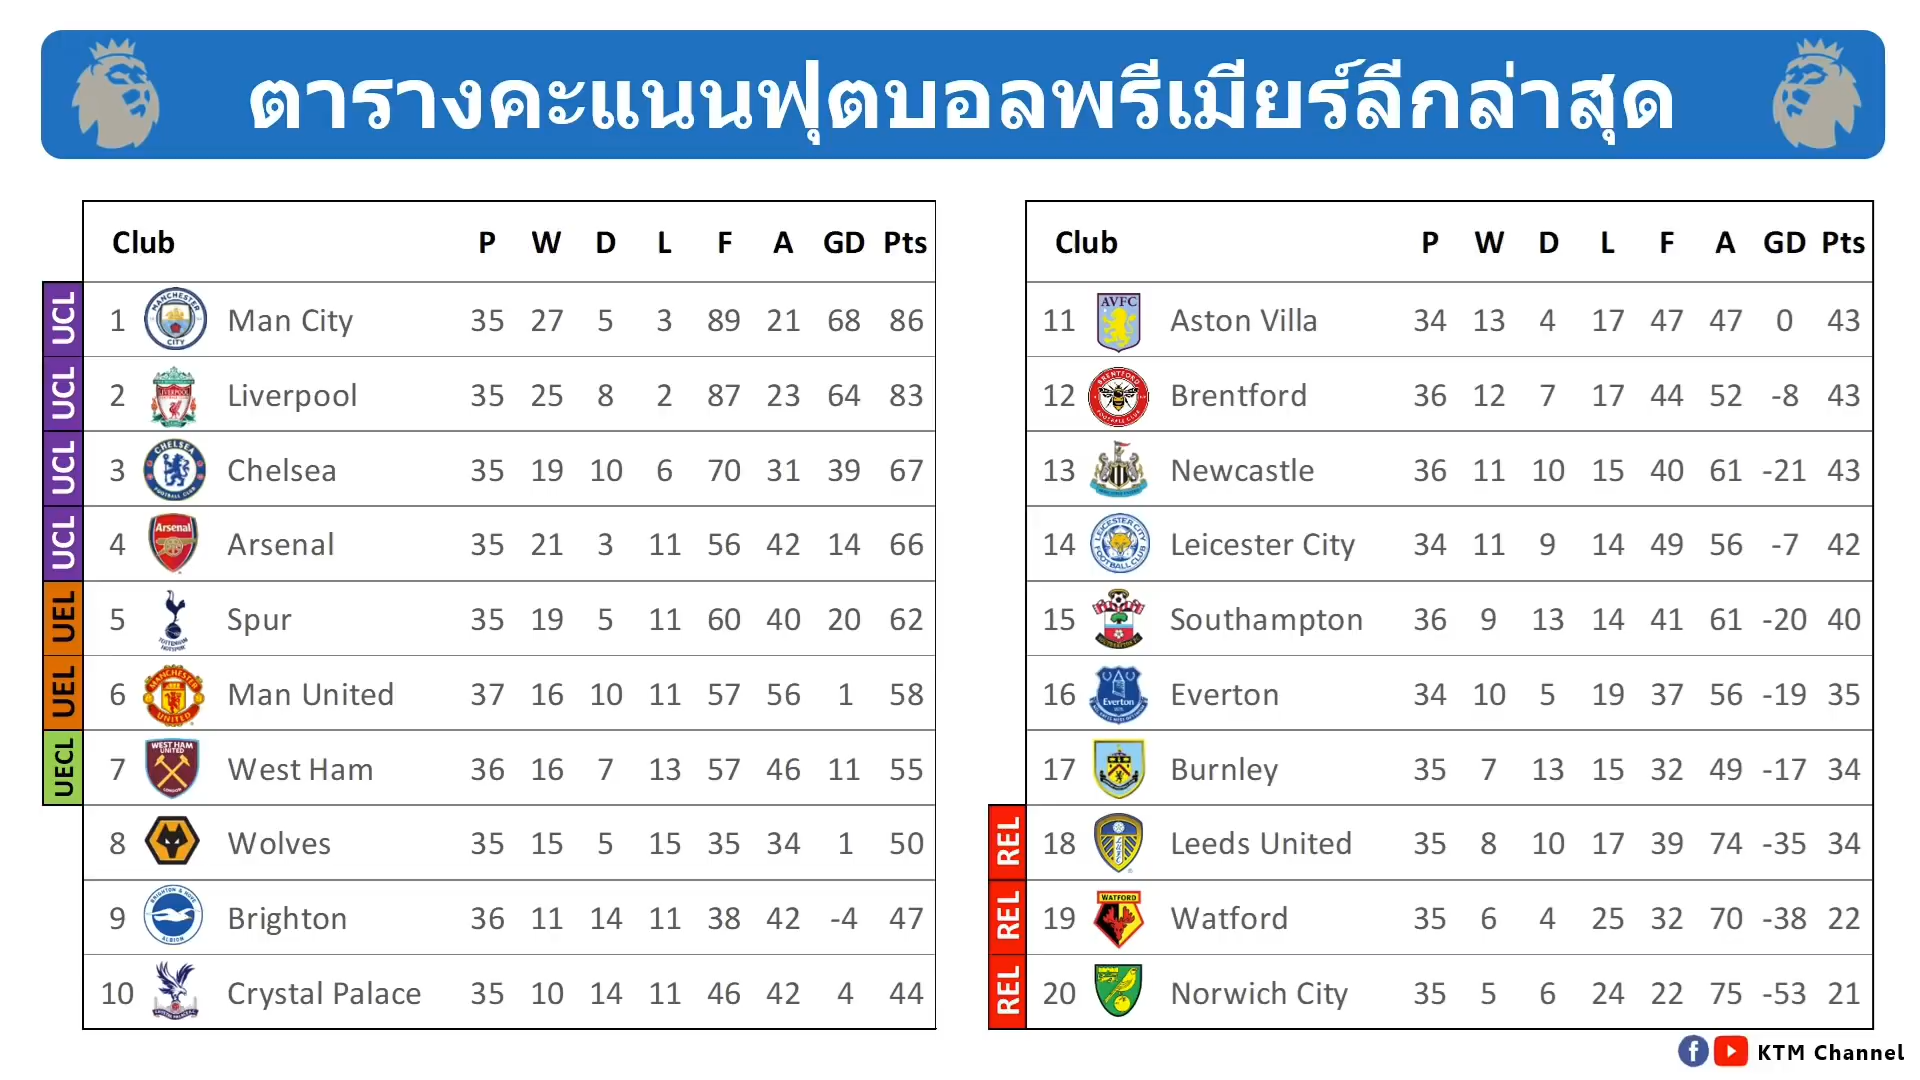 ตารางคะแนนฟุตบอลพรีเมียร์ลีกล่าสุด
Club P W D L F A GD Pts
UCL 1 Man City 35 27 5 3 89 21 68 86
UCL 2 Liverpool 35 25 8 2 87 23 64 83
UCL 3 Chelsea 35 19 10 6 70 31 39 67
UCL 4 Arsenal 35 21 3 11 56 42 14 66
UEL 5 Spur 35 19 5 11 60 40 20 62
UEL 6 Man United 37 16 10 11 57 56 1 58
UECL 7 West Ham 36 16 7 13 57 46 11 55
8 Wolves 35 15 5 15 35 34 1 50
9 Brighton 36 11 14 11 38 42 -4 47
10 Crystal Palace 35 10 14 11 46 42 4 44
Club P W D L F A GD Pts
11 Aston Villa 34 13 4 17 47 47 0 43
12 Brentford 36 12 7 17 44 52 -8 43
13 Newcastle 36 11 10 15 40 61 -21 43
14 Leicester City 34 11 9 14 49 56 -7 42
15 Southampton 36 9 13 14 41 61 -20 40
16 Everton 34 10 5 19 37 56 -19 35
17 Burnley 35 7 13 15 32 49 -17 34
REL 18 Leeds United 35 8 10 17 39 74 -35 34
REL 19 Watford 35 6 4 25 32 70 -38 22
REL 20 Norwich City 35 5 6 24 22 75 -53 21
KTM Channel